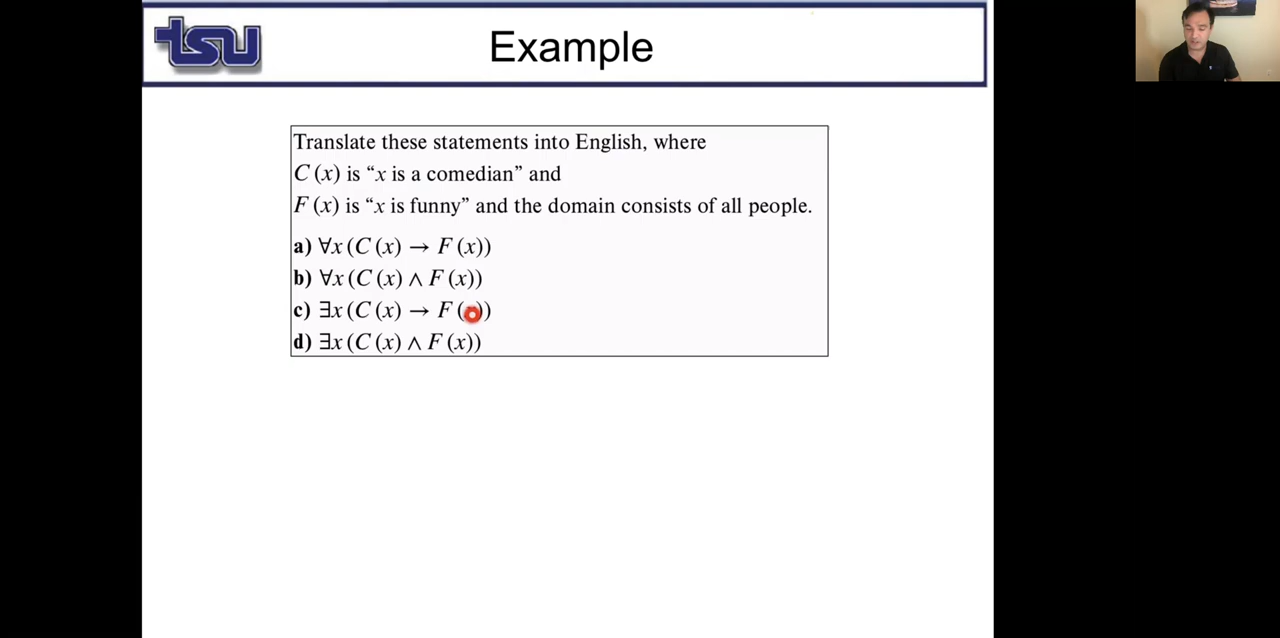 tsu
Example
Translate these statements into English, where
C (x) is “x is a comedian” and
F (x) is “x is funny” and the domain consists of all people.
a) ∀x (C (x) → F (x))
b) ∀x (C (x) ∧ F (x))
c) ∃x (C (x) → F ( ))
d) ∃x (C (x) ∧ F (x))